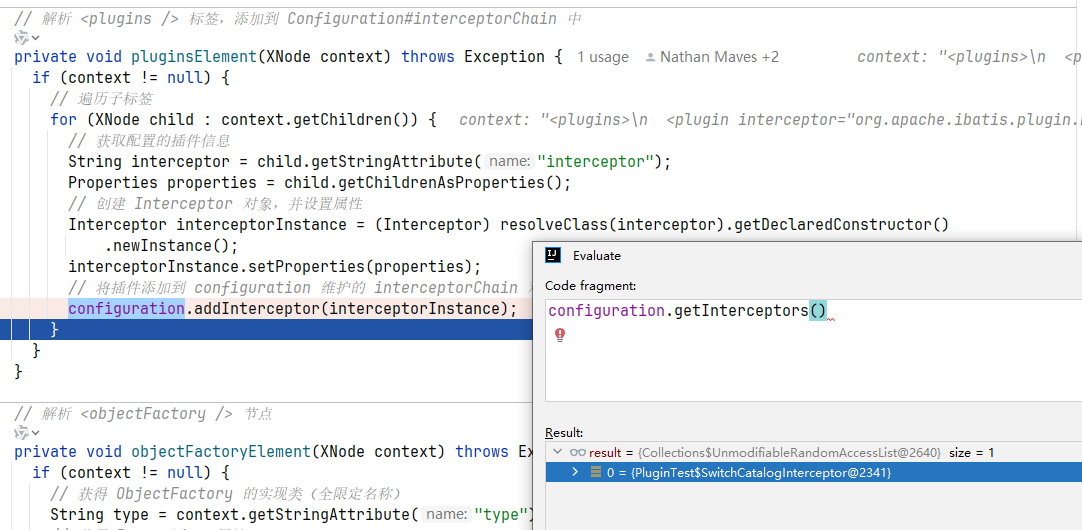 // 解析 <plugins /> 标签，添加到 Configuration#interceptorChain 中
private void pluginsElement(XNode context) throws Exception { 1 usage Nathan Maves +2 context: "<plugins>\n <p
if (context != null) {
// 遍历子标签
for (XNode child : context.getChildren()) { context: "<plugins>\n <plugin interceptor="org.apache.ibatis.plugin.
// 获取配置的插件信息
String interceptor = child.getStringAttribute( name: "interceptor");
Properties properties = child.getChildrenAsProperties();
// 创建 Interceptor 对象，并设置属性
Interceptor interceptorInstance = (Interceptor) resolveClass(interceptor).getDeclaredConstructor()
.newInstance();
interceptorInstance.setProperties(properties);
// 将插件添加到 configuration 维护的 interceptorChain
configuration.addInterceptor(interceptorInstance);
}
}
}
// 解析 <objectFactory /> 节点
private void objectFactoryElement(XNode context) throws Ex
if (context != null) {
// 获得 ObjectFactory 的实现类（全限定名称）
String type = context.getStringAttribute( name: "type")
IJ Evaluate
Code fragment:
configuration.getInterceptors()
Result:
result = {Collections$UnmodifiableRandomAccessList@2640} size = 1
0 = {PluginTest$SwitchCatalogInterceptor@2341}